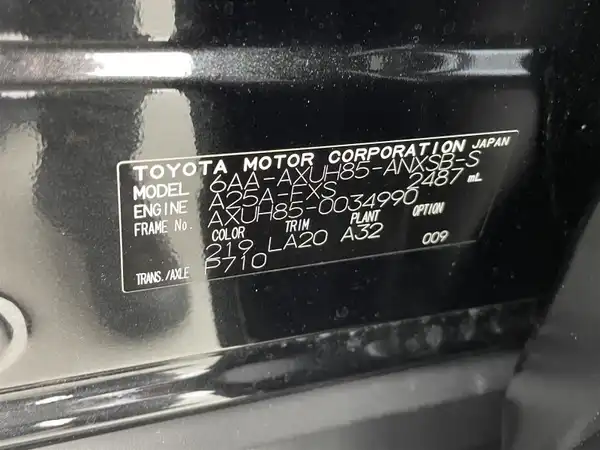 TOYOTA MOTOR CORPORATION JAPAN
MODEL 6AA-AXUH85-ANXSB-S
ENGINE A25A-FXS 2487 mL
FRAME No. AXUH85-0034990
COLOR TRIM PLANT OPTION
219 LA20 A32 009
TRANS./AXLE P710